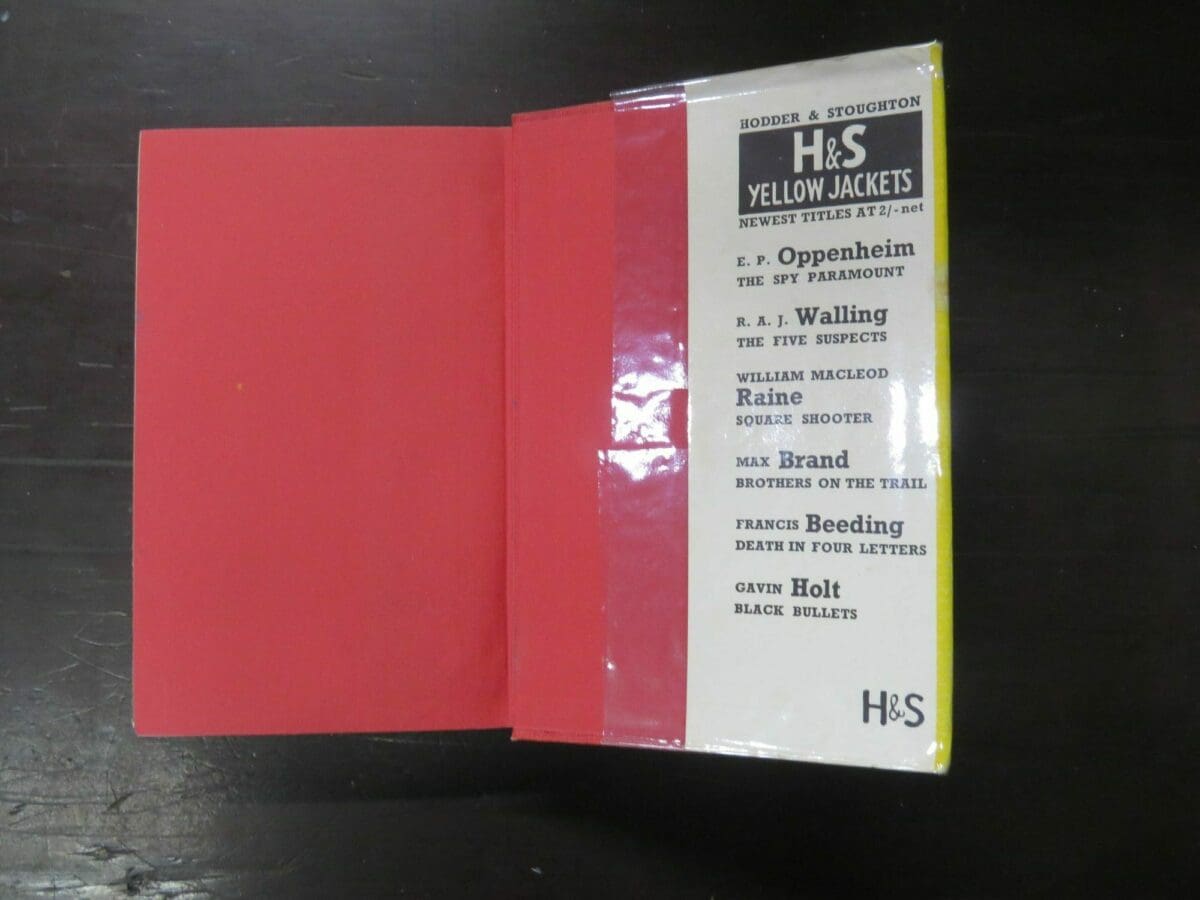 HODDER & STOUGHTON
H&S
YELLOW JACKETS
NEWEST TITLES AT 2/- net
E. P. Oppenheim
THE SPY PARAMOUNT
R. A. J. Walling
THE FIVE SUSPECTS
WILLIAM MACLEOD
Raine
SQUARE SHOOTER
MAX Brand
BROTHERS ON THE TRAIL
FRANCIS Beeding
DEATH IN FOUR LETTERS
GAVIN Holt
BLACK BULLETS
H&S